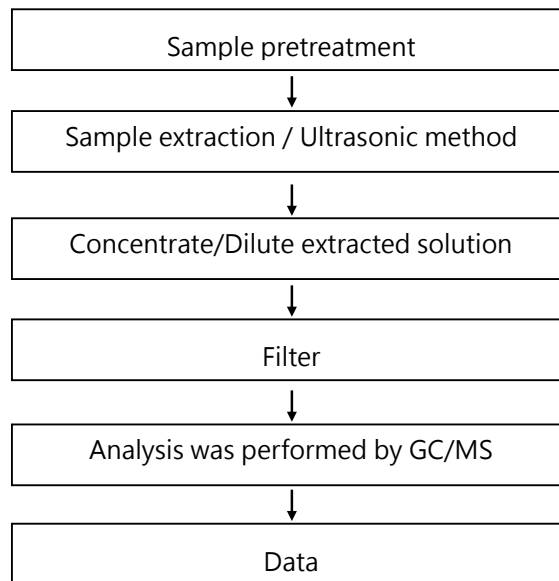 Sample pretreatment
Sample extraction / Ultrasonic method
Concentrate/Dilute extracted solution
Filter
Analysis was performed by GC/MS
Data